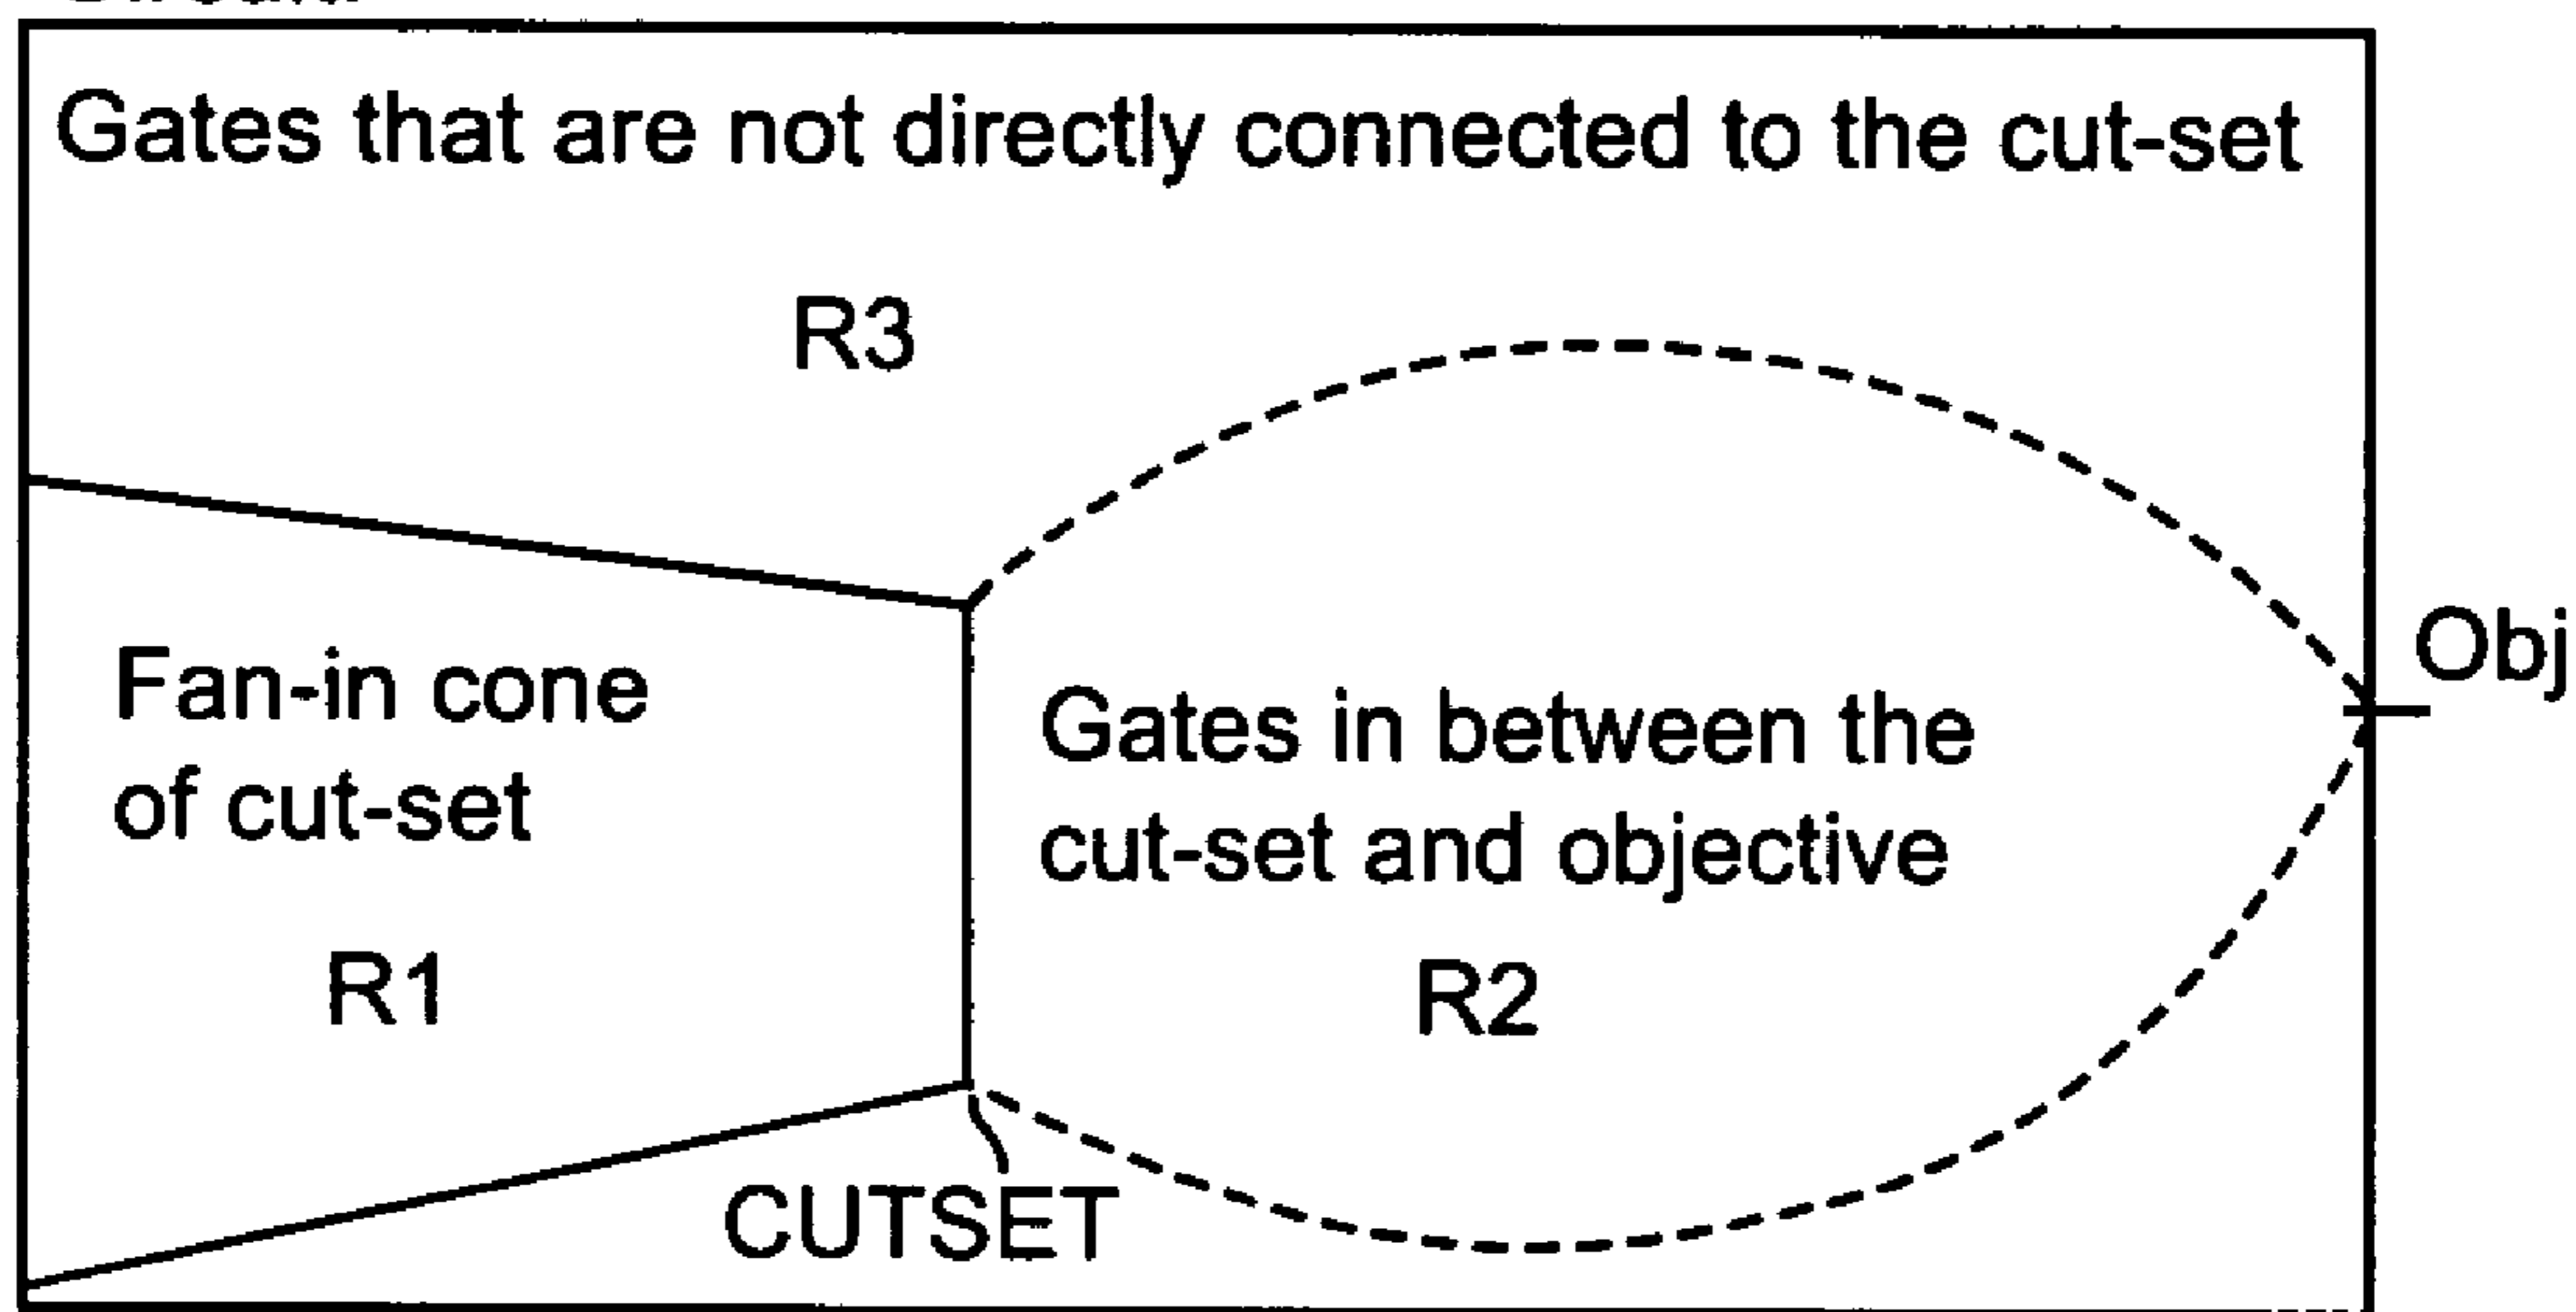 Gates that are not directly connected to the cut-set
R3
Obj
Fan-in cone
of cut-set
R1
Gates in between the
cut-set and objective
R2
CUTSET